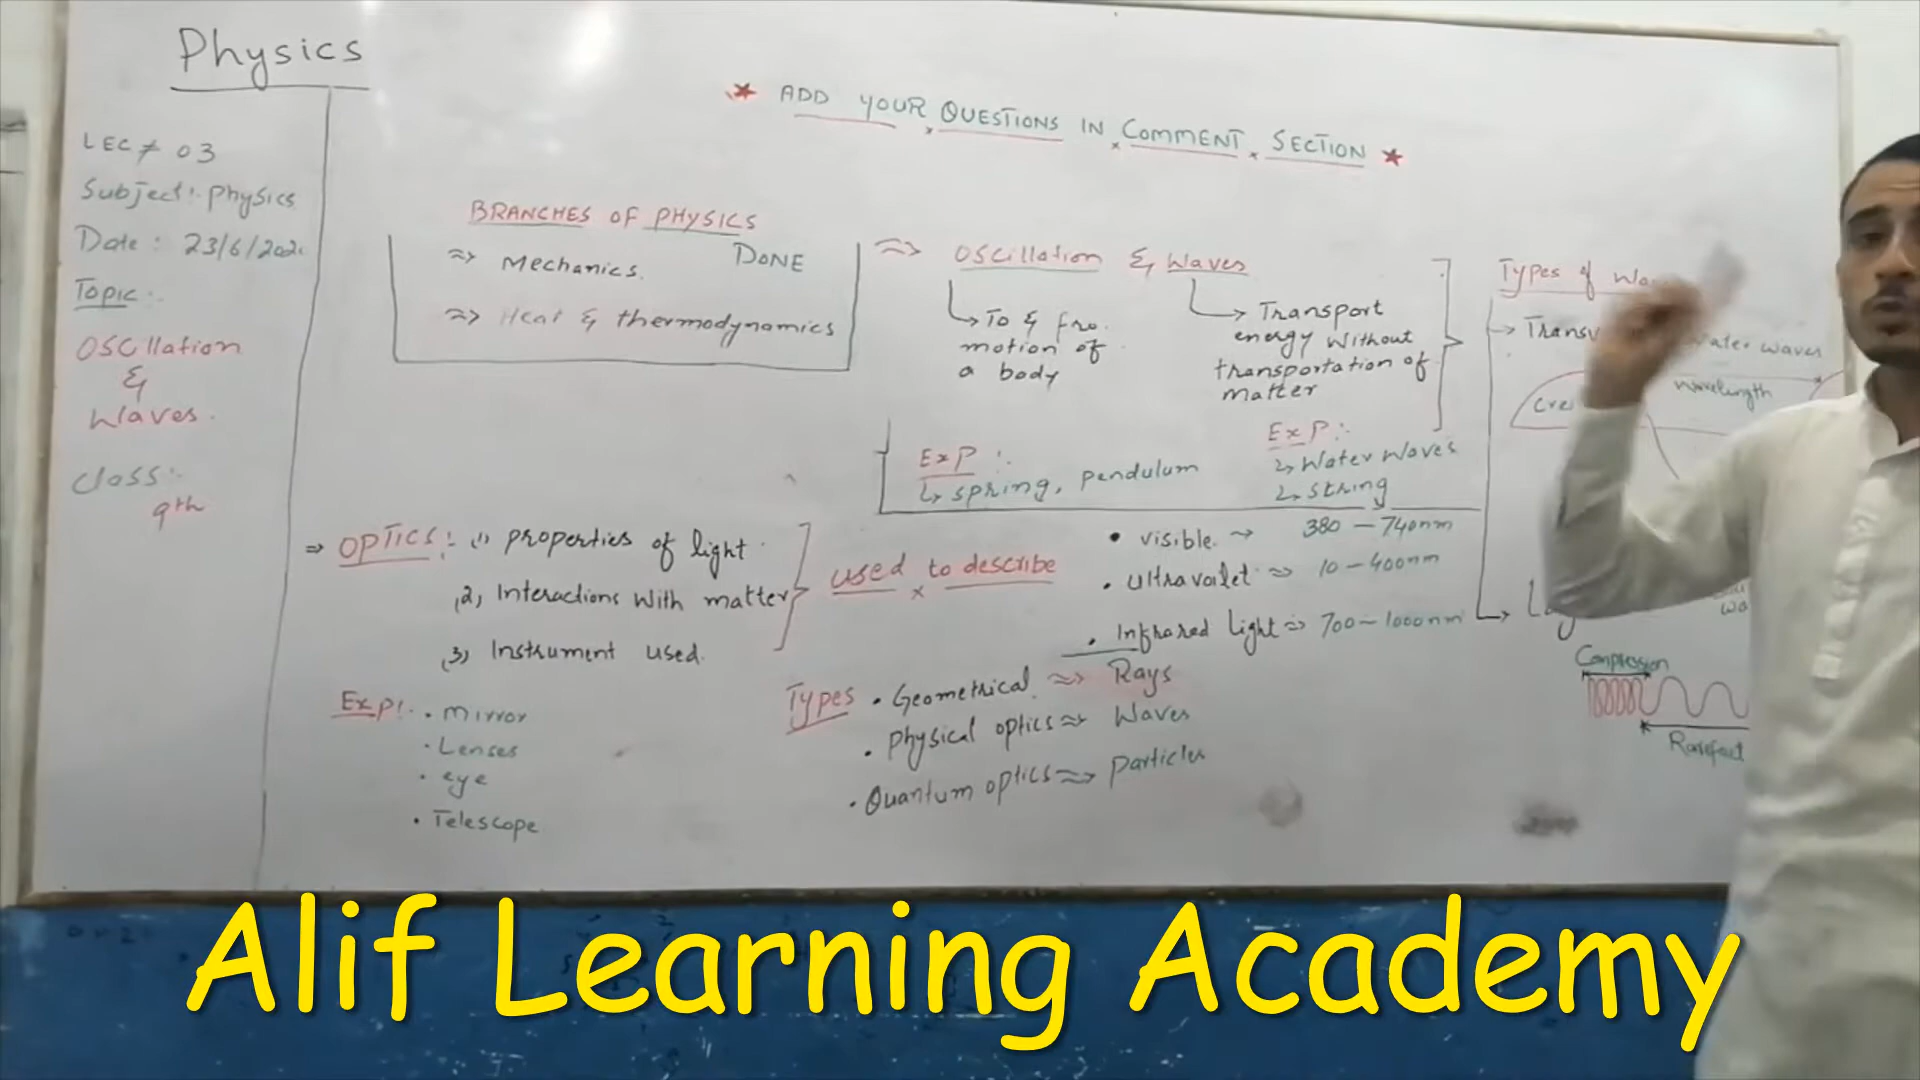 Physics
LEC # 03
Subject:. Physics
Date: 23/6/202
Topic:.
OSCIllation
&
Waves.
Class:.
9th
★ ADD YOUR QUESTIONS IN COMMENT SECTION ★
BRANCHES OF PHYSICS
⇒ Mechanics. DONE
⇒ Heat & thermodynamics
⇒ OSCillation & Waves
→ To & fro.
motion of
a body
→ Transport
energy without
transportation of
matter
Exp:.
↳ spring, pendulum
Exp:.
↳ Water waves
↳ string
Types of
→
water waves
wavelength
Compression
⇒ OPTICS:- (1) properties of light.
(2) Interactions with matter
(3) Instrument used.
used to describe
• visible → 380 – 740nm
• ultravoilet ⇒ 10 – 400nm
• Infrared light ⇒ 700 – 1000nm
Exp:. • Mirror
• Lenses
• eye
• Telescope
Types • Geometrical ⇒ Rays
• Physical optics ⇒ Waves
• Quantum optics ⇒ particles
Alif Learning Academy